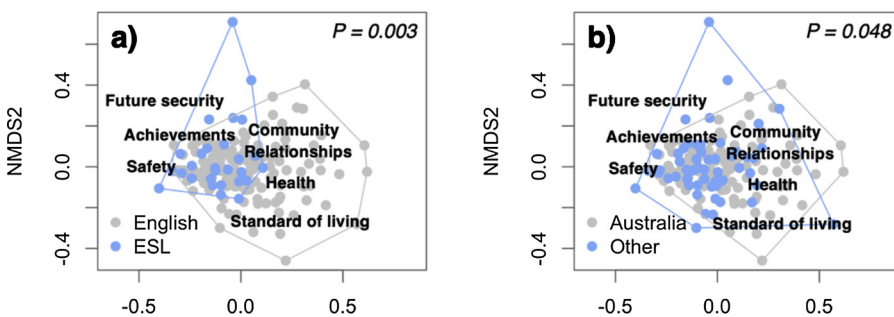 a)
P = 0.003
NMDS2
0.4
0.0
-0.4
Future security
Achievements
Community
Relationships
Safety
Health
Standard of living
English
ESL
-0.5
0.0
0.5
b)
P = 0.048
NMDS2
0.4
0.0
-0.4
Future security
Achievements
Community
Relationships
Safety
Health
Standard of living
Australia
Other
-0.5
0.0
0.5